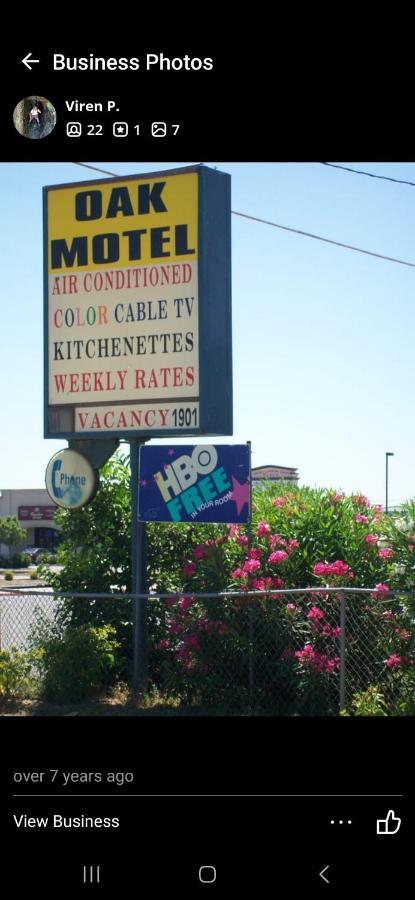 Business Photos
Viren P.
22 1 7
OAK
MOTEL
AIR CONDITIONED
COLOR CABLE TV
KITCHENETTES
WEEKLY RATES
VACANCY 1901
Phone
HBO
FREE
IN YOUR ROOM
over 7 years ago
View Business